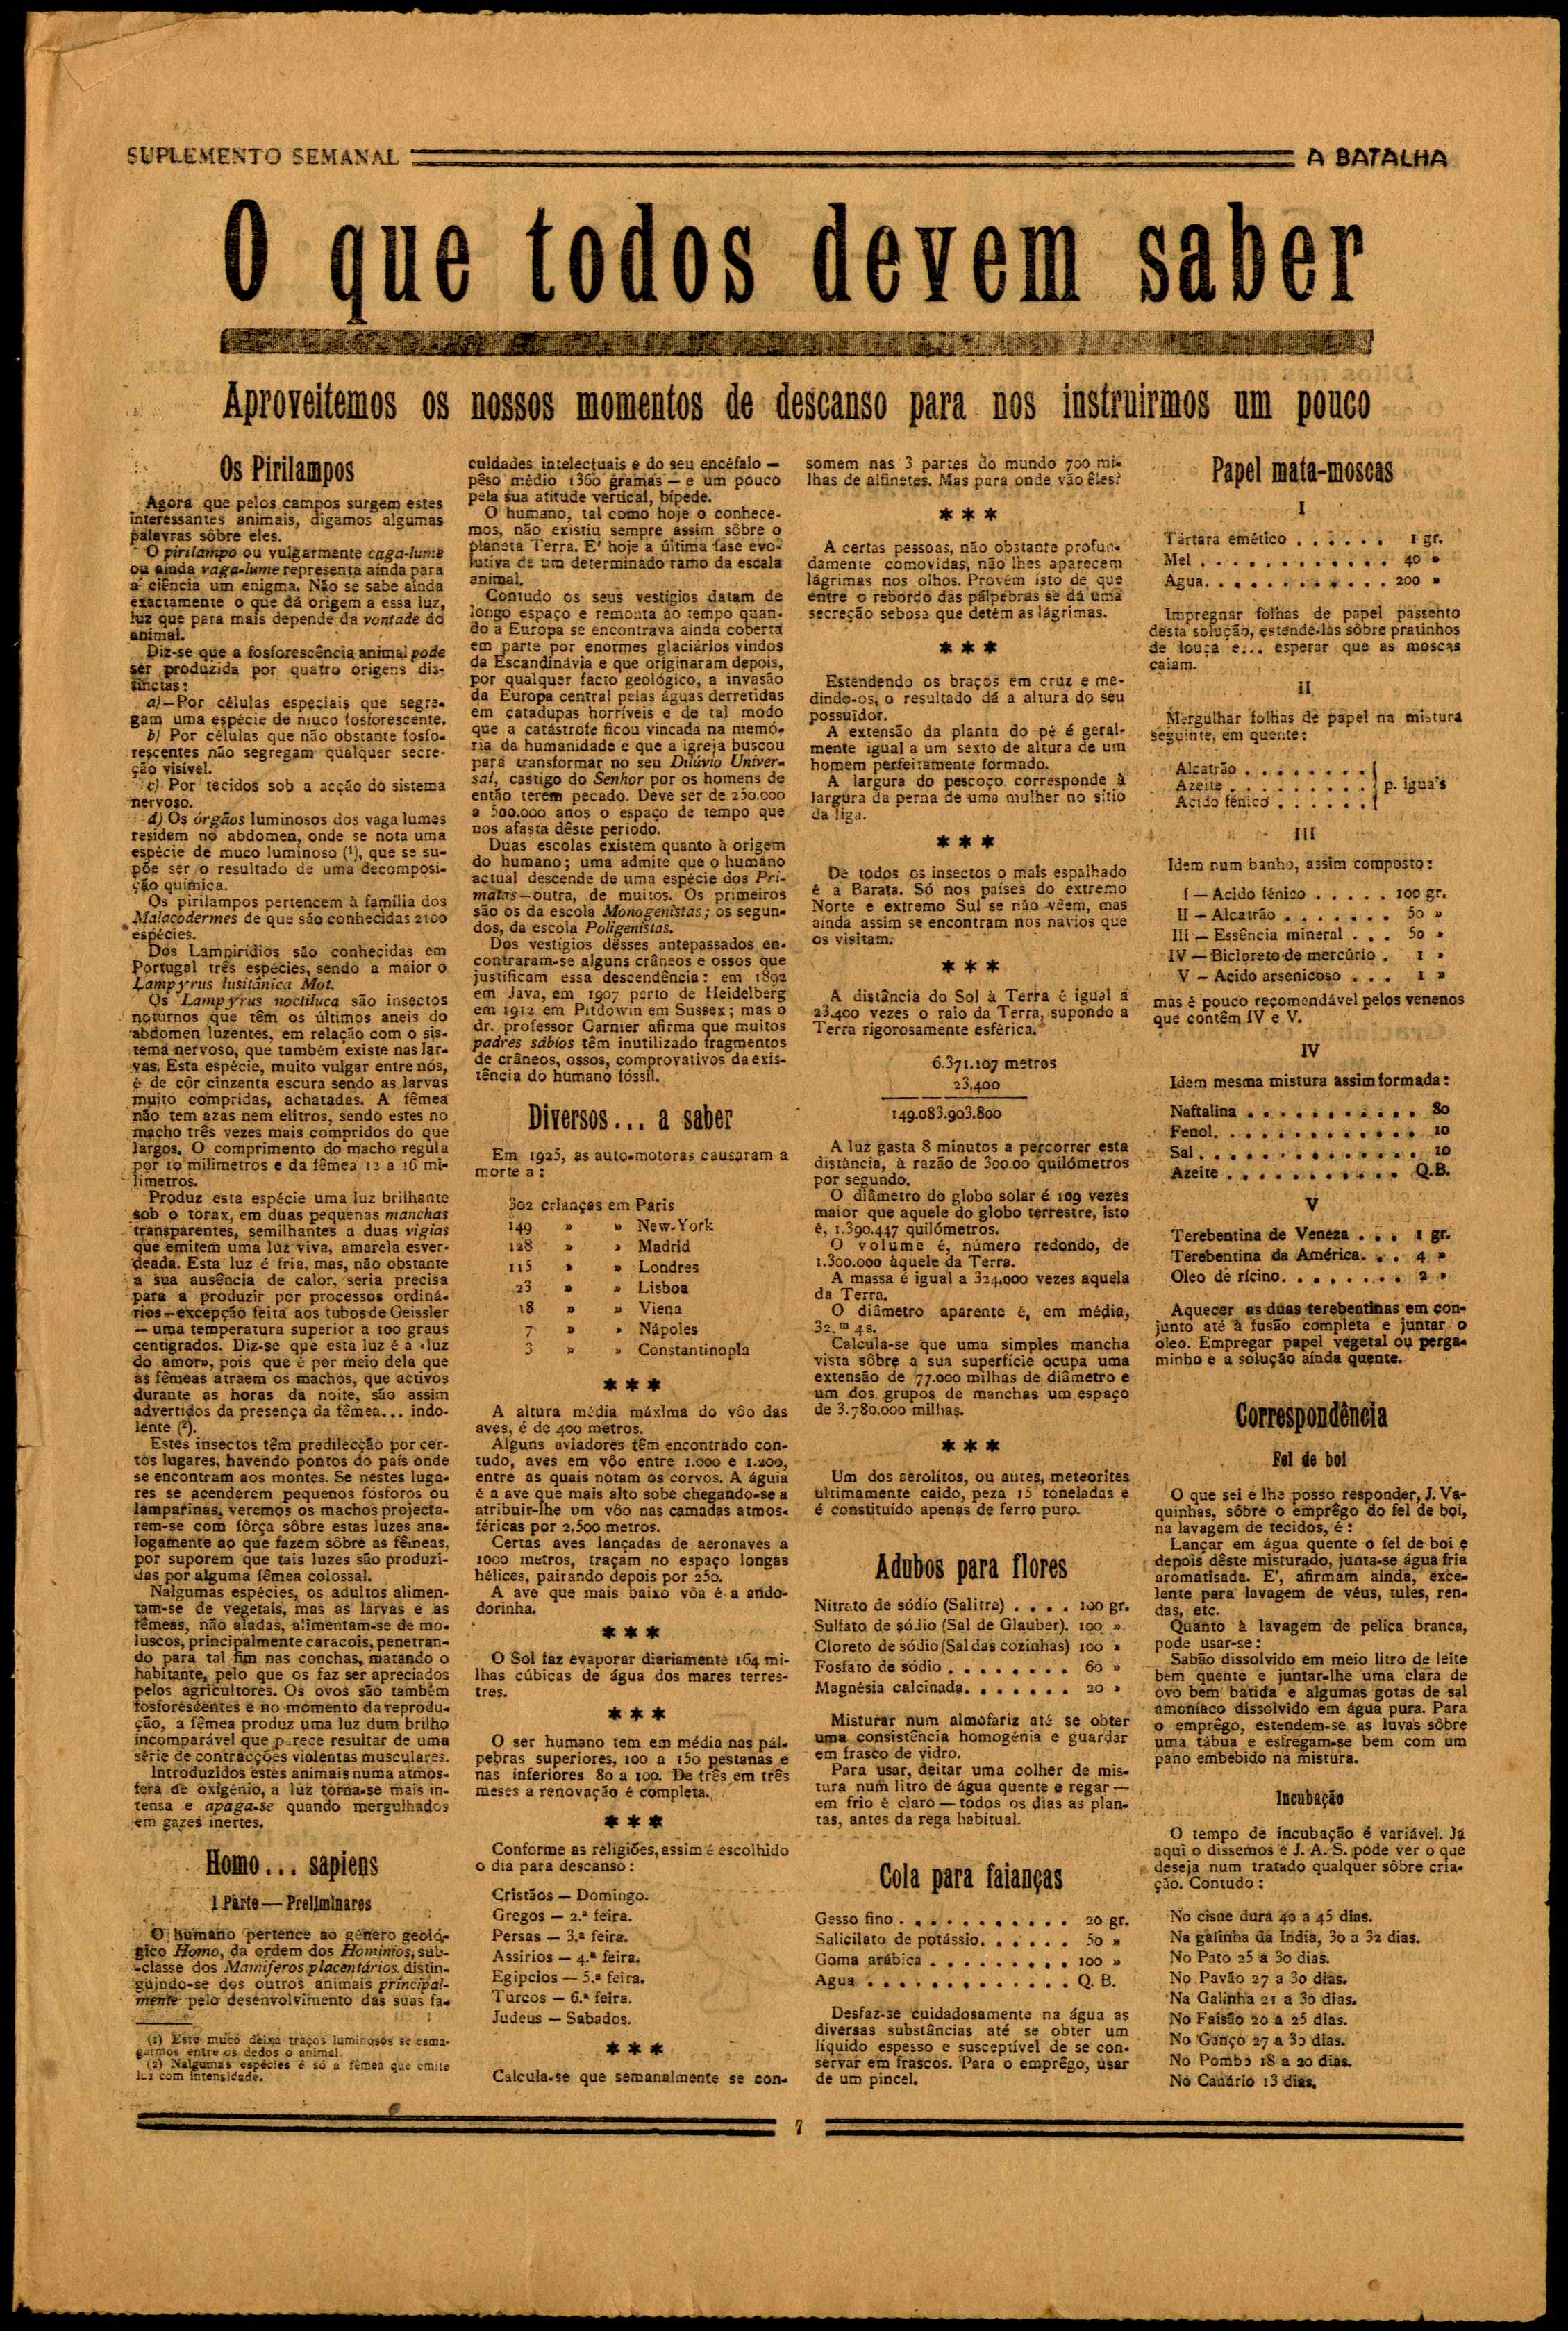 SUPLEMENTO SEMANAL
A BATALHA
O que todos devem saber
Aproveitemos os nossos momentos de descanso para nos instruirmos um pouco
Os Pirilampos
Agora que pelos campos surgem estes
interessantes animais, digamos algumas
palavras sôbre eles.
O pirilampo ou vulgarmente caga-lume
ou ainda vaga-lume representa ainda para
a ciência um enigma. Não se sabe ainda
exactamente o que dá origem a essa luz,
luz que para mais depende da vontade do
animal.
Diz-se que a fosforescência animal pode
ser produzida por quatro origens dis-
tinctas:
a)—Por células especiais que segre-
gam uma espécie de muco fosforescente.
b) Por células que não obstante fosfo-
rescentes não segregam qualquer secre-
ção visivel.
c) Por tecidos sob a acção do sistema
nervoso.
d) Os órgãos luminosos dos vaga lumes
residem no abdomen, onde se nota uma
espécie de muco luminoso (¹), que se su-
põe ser o resultado de uma decomposi-
ção química.
Os pirilampos pertencem à família dos
Malacodermes de que são conhecidas 2100
espécies.
Dos Lampirídios são conhecidas em
Portugal três espécies, sendo a maior o
Lampyrus lusitânica Mot.
Os Lampyrus noctiluca são insectos
noturnos que têm os últimos aneis do
abdomen luzentes, em relação com o sis-
tema nervoso, que também existe nas lar-
vas. Esta espécie, muito vulgar entre nós,
é de côr cinzenta escura sendo as larvas
muito compridas, achatadas. A fêmea
não tem azas nem elitros, sendo estes no
macho três vezes mais compridos do que
largos. O comprimento do macho regula
por 10 milimetros e da fêmea 12 a 16 mi-
límetros.
Produz esta espécie uma luz brilhante
sob o torax, em duas pequenas manchas
transparentes, semilhantes a duas vigias
que emitem uma luz viva, amarela esver-
deada. Esta luz é fria, mas, não obstante
a sua ausência de calor, seria precisa
para a produzir por processos ordiná-
rios—excepção feita aos tubos de Geissler
— uma temperatura superior a 100 graus
centigrados. Diz-se que esta luz é a «luz
do amor», pois que é por meio dela que
as fêmeas atraem os machos, que activos
durante as horas da noite, são assim
advertidos da presença da fêmea... indo-
lente (²).
Estes insectos têm predilecção por cer-
tos lugares, havendo pontos do país onde
se encontram aos montes. Se nestes luga-
res se acenderem pequenos fósforos ou
lamparinas, veremos os machos projecta-
rem-se com fôrça sôbre estas luzes ana-
logamente ao que fazem sôbre as fêmeas,
por suporem que tais luzes são produzi-
das por alguma fêmea colossal.
Nalgumas espécies, os adultos alimen-
tam-se de vegetais, mas as larvas e as
fêmeas, não aladas, alimentam-se de mo-
luscos, principalmente caracois, penetran-
do para tal fim nas conchas, matando o
habitante, pelo que os faz ser apreciados
pelos agricultores. Os ovos são também
fosforescentes e no momento da reprodu-
ção, a fêmea produz uma luz dum brilho
incomparável que parece resultar de uma
série de contracções violentas musculares.
Introduzidos estes animais numa atmos-
fera de oxigénio, a luz torna-se mais in-
tensa e apaga-se quando mergulhados
em gazes inertes.
Homo... sapiens
I Parte — Preliminares
O humano pertence ao género geoló-
gico Homo, da ordem dos Hominios, sub-
-classe dos Mamiferos placentários, distin-
guindo-se dos outros animais principal-
mente pelo desenvolvimento das suas fa-
(1) Este muco deixa traços luminosos se esma-
garmos entre os dedos o animal.
(2) Nalgumas espécies é só a fêmea que emite
luz com intensidade.
culdades intelectuais e do seu encéfalo —
pêso médio 1360 gramas — e um pouco
pela sua atitude vertical, bípede.
O humano, tal como hoje o conhece-
mos, não existiu sempre assim sôbre o
planeta Terra. E' hoje a última fase evo-
lutiva de um determinado ramo da escala
animal.
Contudo os seus vestígios datam de
longo espaço e remonta ao tempo quan-
do a Europa se encontrava ainda coberta
em parte por enormes glaciários vindos
da Escandinávia e que originaram depois,
por qualquer facto geológico, a invasão
da Europa central pelas águas derretidas
em catadupas horríveis e de tal modo
que a catástrofe ficou vincada na memó-
ria da humanidade e que a igreja buscou
para transformar no seu Dilúvio Univer-
sal, castigo do Senhor por os homens de
então terem pecado. Deve ser de 250.000
a 500.000 anos o espaço de tempo que
nos afasta dêste período.
Duas escolas existem quanto à origem
do humano; uma admite que o humano
actual descende de uma espécie dos Pri-
matas—outra, de muitos. Os primeiros
são os da escola Monogenistas; os segun-
dos, da escola Poligenistas.
Dos vestígios dêsses antepassados en-
contraram-se alguns crâneos e ossos que
justificam essa descendência: em 1892
em Java, em 1907 perto de Heidelberg
em 1912 em Pitdowin em Sussex; mas o
dr. professor Garnier afirma que muitos
padres sábios têm inutilizado fragmentos
de crâneos, ossos, comprovativos da exis-
tência do humano fóssil.
Diversos... a saber
Em 1925, as auto-motoras causaram a
morte a:
302 crianças em Paris
149 » » New-York
128 » » Madrid
115 » » Londres
23 » » Lisboa
18 » » Viena
7 » » Nápoles
3 » » Constantinopla
***
A altura média máxima do vôo das
aves, é de 400 metros.
Alguns aviadores têm encontrado con-
tudo, aves em vôo entre 1.000 e 1.200,
entre as quais notam os corvos. A águia
é a ave que mais alto sobe chegando-se a
atribuir-lhe um vôo nas camadas atmos-
féricas por 2.500 metros.
Certas aves lançadas de aeronaves a
1000 metros, traçam no espaço longas
hélices, pairando depois por 250.
A ave que mais baixo vôa é a ando-
dorinha.
***
O Sol faz evaporar diariamente 164 mi-
lhas cúbicas de água dos mares terres-
tres.
***
O ser humano tem em média nas pál-
pebras superiores, 100 a 150 pestanas e
nas inferiores 80 a 100. De três em três
meses a renovação é completa.
***
Conforme as religiões, assim é escolhido
o dia para descanso:
Cristãos — Domingo.
Gregos — 2.ª feira.
Persas — 3.ª feira.
Assirios — 4.ª feira.
Egípcios — 5.ª feira.
Turcos — 6.ª feira.
Judeus — Sabados.
***
Calcula-se que semanalmente se con-
somem nas 3 partes do mundo 700 mi-
lhas de alfinetes. Mas para onde vão êles?
***
A certas pessoas, não obstante profun-
damente comovidas, não lhes aparecem
lágrimas nos olhos. Provém isto de que
entre o rebordo das pálpebras se dá uma
secreção sebosa que detêm as lágrimas.
***
Estendendo os braços em cruz e me-
dindo-os, o resultado dá a altura do seu
possuídor.
A extensão da planta do pé é geral-
mente igual a um sexto de altura de um
homem perfeitamente formado.
A largura do pescoço corresponde à
largura da perna de uma mulher no sítio
da liga.
***
De todos os insectos o mais espalhado
é a Barata. Só nos países do extremo
Norte e extremo Sul se não vêem, mas
ainda assim se encontram nos navios que
os visitam.
***
A distância do Sol à Terra é igual a
23.400 vezes o raio da Terra, supondo a
Terra rigorosamente esférica.
6.371.107 metros
23.400
149.083.903.800
A luz gasta 8 minutos a percorrer esta
distância, à razão de 300.00 quilómetros
por segundo.
O diâmetro do globo solar é 109 vezes
maior que aquele do globo terrestre, isto
é, 1.390.447 quilómetros.
O volume é, número redondo, de
1.300.000 àquele da Terra.
A massa é igual a 324.000 vezes aquela
da Terra.
O diâmetro aparente é, em média,
32.ᵐ 4s.
Calcula-se que uma simples mancha
vista sôbre a sua superfície ocupa uma
extensão de 77.000 milhas de diâmetro e
um dos grupos de manchas um espaço
de 3.780.000 milhas.
***
Um dos aerolitos, ou antes, meteorites
ultimamente caido, peza 15 toneladas e
é constituído apenas de ferro puro.
Adubos para flores
Nitrato de sódio (Salitre) . . . . 100 gr.
Sulfato de sódio (Sal de Glauber). 100 »
Cloreto de sódio (Sal das cozinhas) 100 »
Fosfato de sódio . . . . . . . . 60 »
Magnésia calcinada. . . . . . . 20 »
Misturar num almofariz até se obter
uma consistência homogénia e guardar
em frasco de vidro.
Para usar, deitar uma colher de mis-
tura num litro de água quente e regar —
em frio é claro — todos os dias as plan-
tas, antes da rega habitual.
Cola para faianças
Gesso fino . . . . . . . . . . . 20 gr.
Salicilato de potássio. . . . . . 50 »
Goma arábica . . . . . . . . . 100 »
Agua . . . . . . . . . . . . . Q. B.
Desfaz-se cuidadosamente na água as
diversas substâncias até se obter um
líquido espesso e susceptível de se con-
servar em frascos. Para o emprêgo, usar
de um pincel.
Papel mata-moscas
I
Tártara emético . . . . . . 1 gr.
Mel . . . . . . . . . . . . 40 »
Agua. . . . . . . . . . . . 200 »
Impregnar folhas de papel passento
desta solução, estende-las sôbre pratinhos
de louça e... esperar que as moscas
caiam.
II
Mergulhar folhas de papel na mistura
seguinte, em quente:
Alcatrão . . . . . . . .
Azeite . . . . . . . . . p. igua's
Acido fénico . . . . . .
III
Idem num banho, assim composto:
I — Acido fénico . . . . . 100 gr.
II — Alcatrão . . . . . . . 50 »
III — Essência mineral . . . 50 »
IV — Bicloreto de mercúrio . 1 »
V — Acido arsenicoso . . . 1 »
mas é pouco recomendável pelos venenos
que contêm IV e V.
IV
Idem mesma mistura assim formada:
Naftalina . . . . . . . . . . . 80
Fenol. . . . . . . . . . . . . 10
Sal . . . . . . . . . . . . . . 10
Azeite . . . . . . . . . . . Q.B.
V
Terebentina de Veneza . . . 1 gr.
Terebentina da América. . . 4 »
Oleo de rícino. . . . . . . . 2 »
Aquecer as duas terebentinas em con-
junto até à fusão completa e juntar o
óleo. Empregar papel vegetal ou perga-
minho e a solução ainda quente.
Correspondência
Fel de boi
O que sei e lhe posso responder, J. Va-
quinhas, sôbre o emprêgo do fel de boi,
na lavagem de tecidos, é:
Lançar em água quente o fel de boi e
depois dêste misturado, junta-se água fria
aromatisada. E', afirmam ainda, exce-
lente para lavagem de véus, tules, ren-
das, etc.
Quanto à lavagem de pelica branca,
pode usar-se:
Sabão dissolvido em meio litro de leite
bem quente e juntar-lhe uma clara de
ovo bem batida e algumas gotas de sal
amoníaco dissolvido em água pura. Para
o emprêgo, estendem-se as luvas sôbre
uma tábua e esfregam-se bem com um
pano embebido na mistura.
Incubação
O tempo de incubação é variável. Já
aqui o dissemos e J. A. S. pode ver o que
deseja num tratado qualquer sôbre cria-
ção. Contudo:
No cisne dura 40 a 45 dias.
Na galinha da India, 30 a 32 dias.
No Pato 25 a 30 dias.
No Pavão 27 a 30 dias.
Na Galinha 21 a 30 dias.
No Faisão 20 a 25 dias.
No Ganço 27 a 30 dias.
No Pombo 18 a 20 dias.
No Canário 13 dias.
7